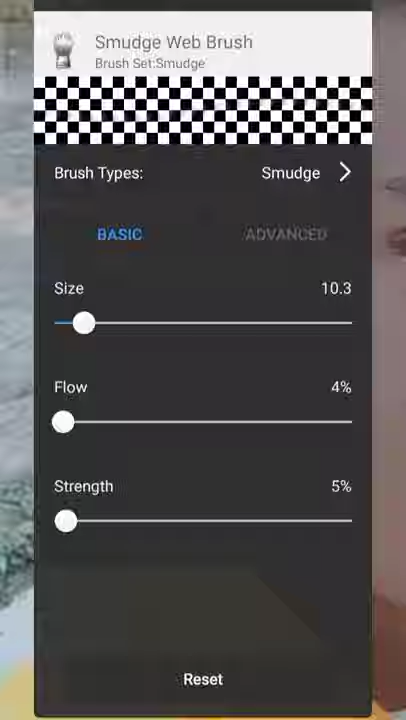 Smudge Web Brush
Brush Set:Smudge
Brush Types: Smudge
BASIC ADVANCED
Size 10.3
Flow 4%
Strength 5%
Reset